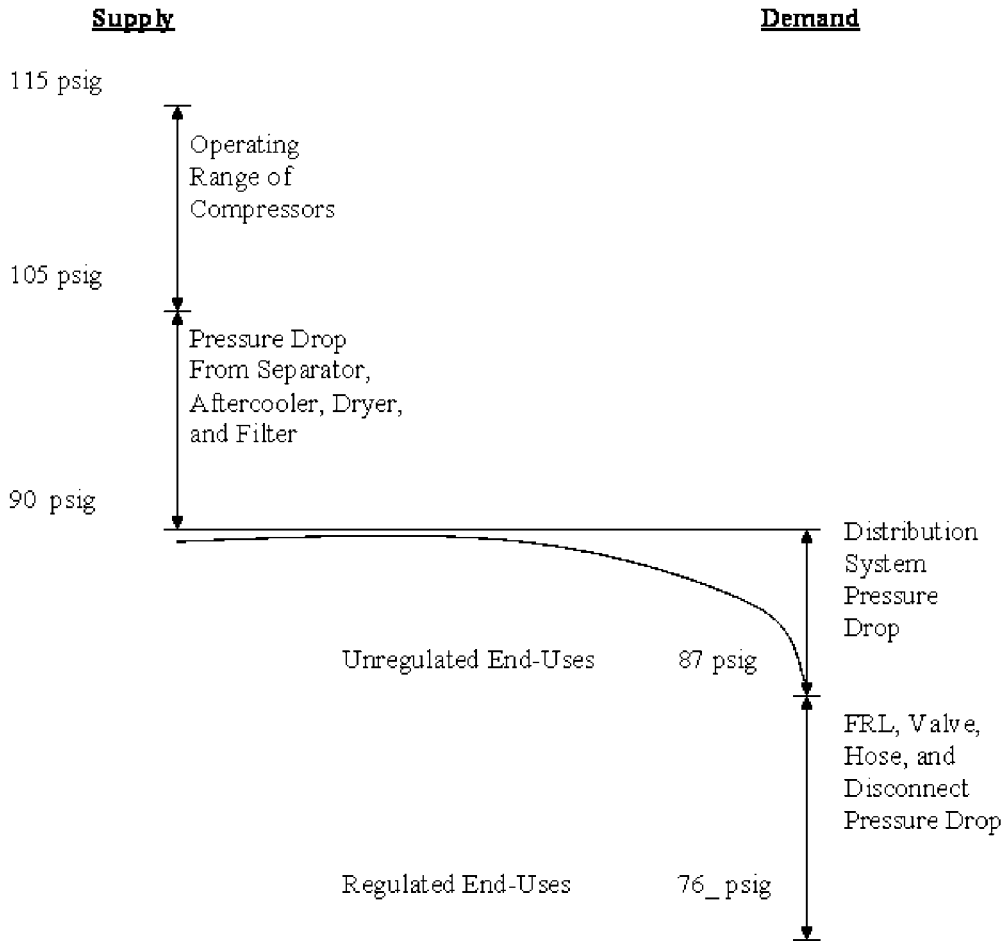 Supply
Demand
115 psig
Operating
Range of
Compressors
105 psig
Pressure Drop
From Separator,
Aftercooler, Dryer,
and Filter
90 psig
Distribution
System
Pressure
Drop
Unregulated End-Uses 87 psig
FRL, Valve,
Hose, and
Disconnect
Pressure Drop
Regulated End-Uses 76_ psig